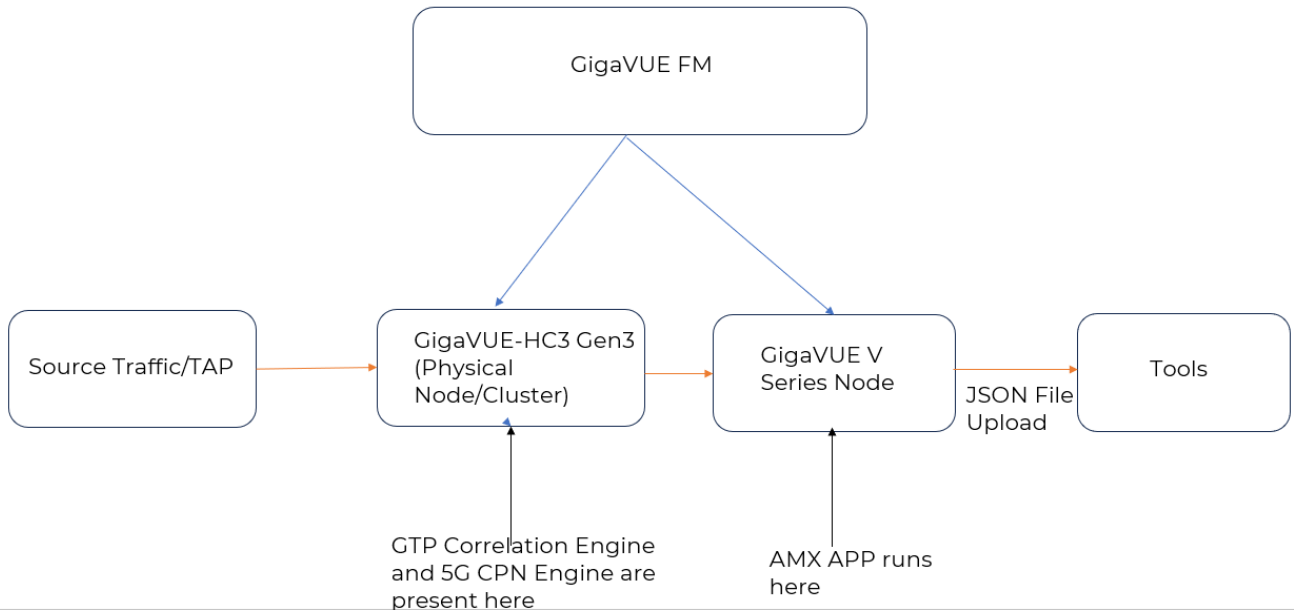 GigaVUE FM
Source Traffic/TAP
GigaVUE-HC3 Gen3
(Physical
Node/Cluster)
GigaVUE V
Series Node
JSON File
Upload
Tools
GTP Correlation Engine
and 5G CPN Engine are
present here
AMX APP runs
here